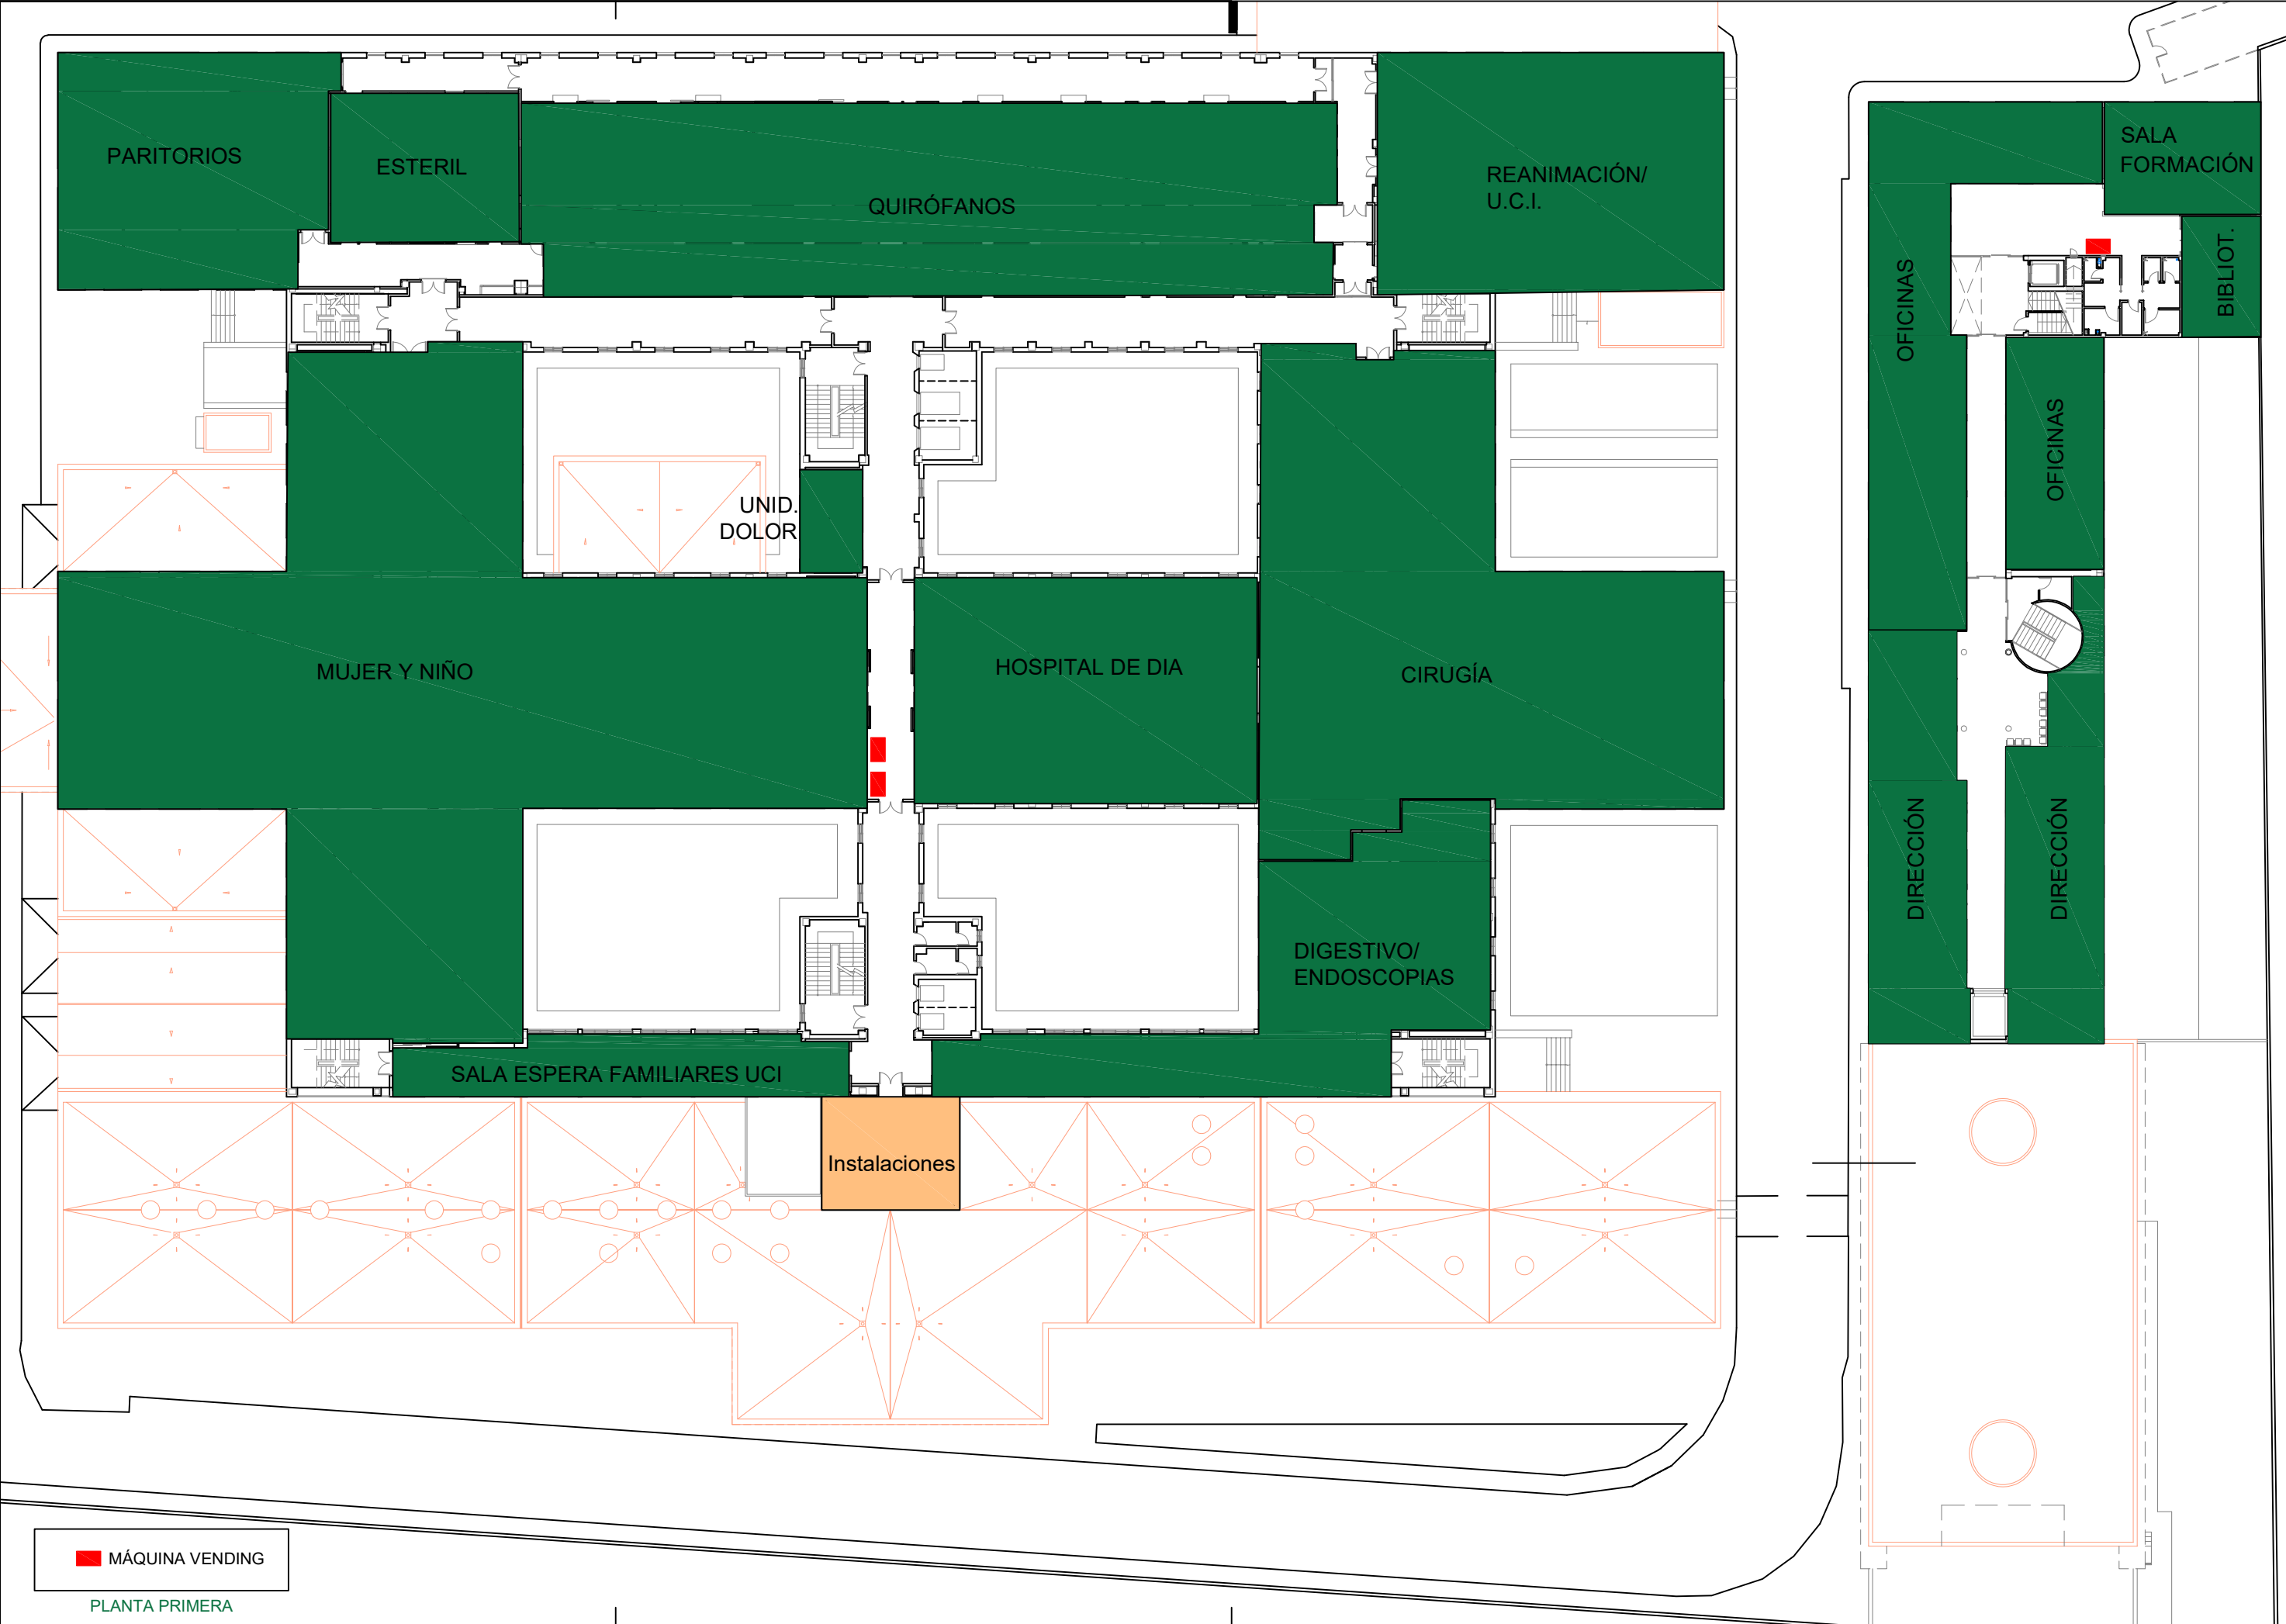 PARITORIOS
ESTERIL
QUIRÓFANOS
REANIMACIÓN/
U.C.I.
SALA
FORMACIÓN
BIBLIOT.
OFICINAS
OFICINAS
UNID.
DOLOR
MUJER Y NIÑO
HOSPITAL DE DIA
CIRUGÍA
DIRECCIÓN
DIRECCIÓN
DIGESTIVO/
ENDOSCOPIAS
SALA ESPERA FAMILIARES UCI
Instalaciones
MÁQUINA VENDING
PLANTA PRIMERA